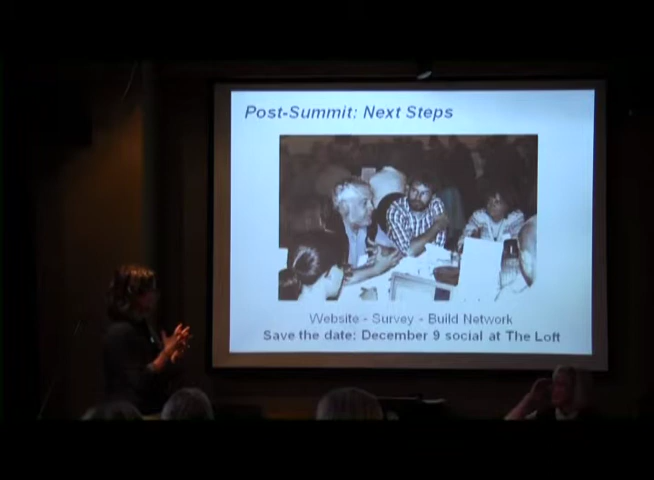 Post-Summit: Next Steps
Website - Survey - Build Network
Save the date: December 9 social at The Loft